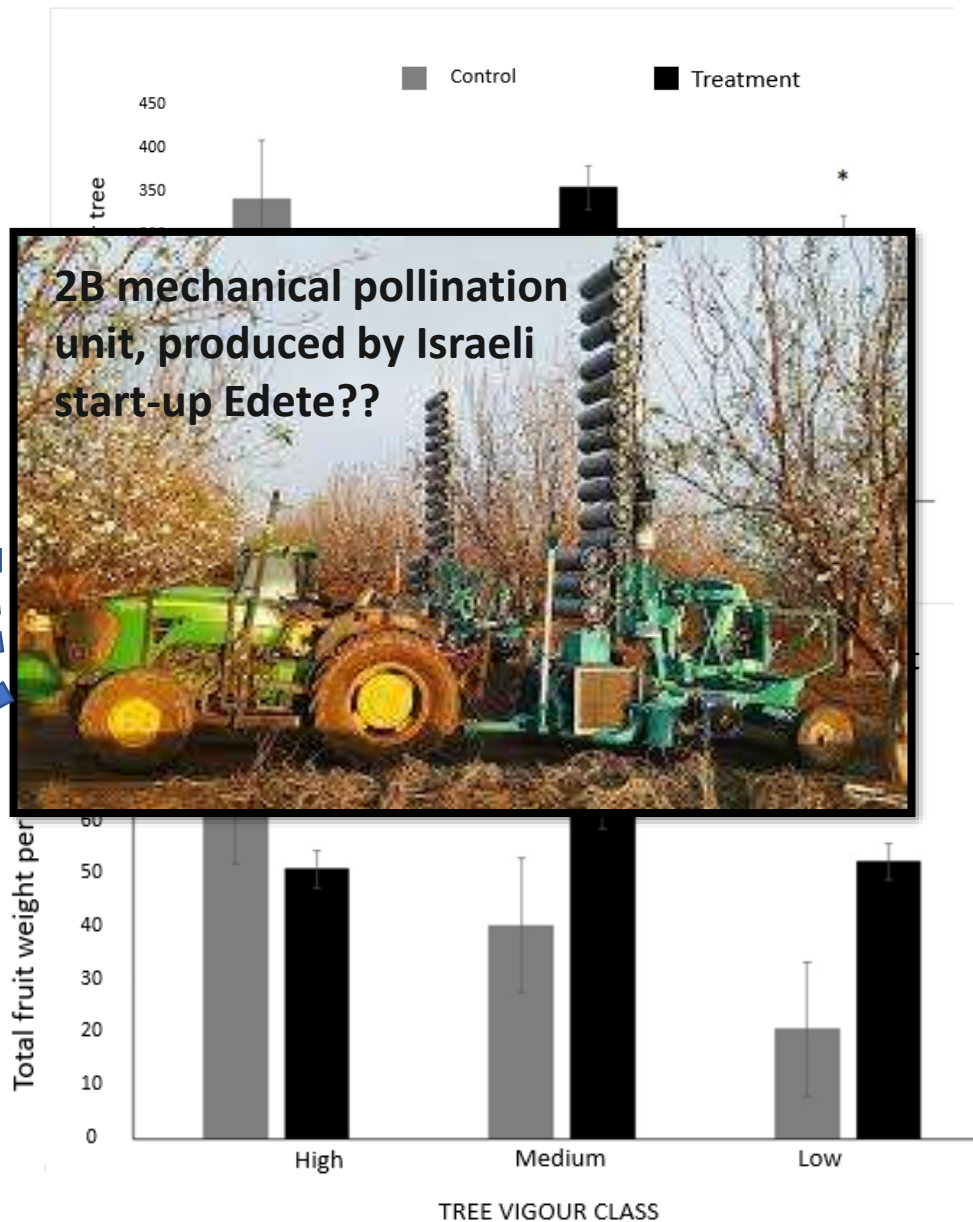 Control
Treatment
450
400
350
tree
*
2B mechanical pollination
unit, produced by Israeli
start-up Edete??
60
50
40
30
20
10
0
Total fruit weight per
High
Medium
Low
TREE VIGOUR CLASS